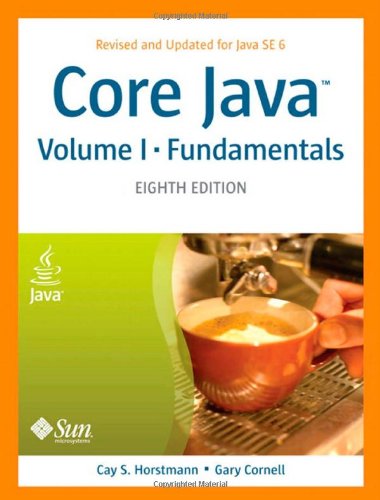 Revised and Updated for Java SE 6
Core Java™
Volume I • Fundamentals
EIGHTH EDITION
Java™
Sun
microsystems
Cay S. Horstmann • Gary Cornell